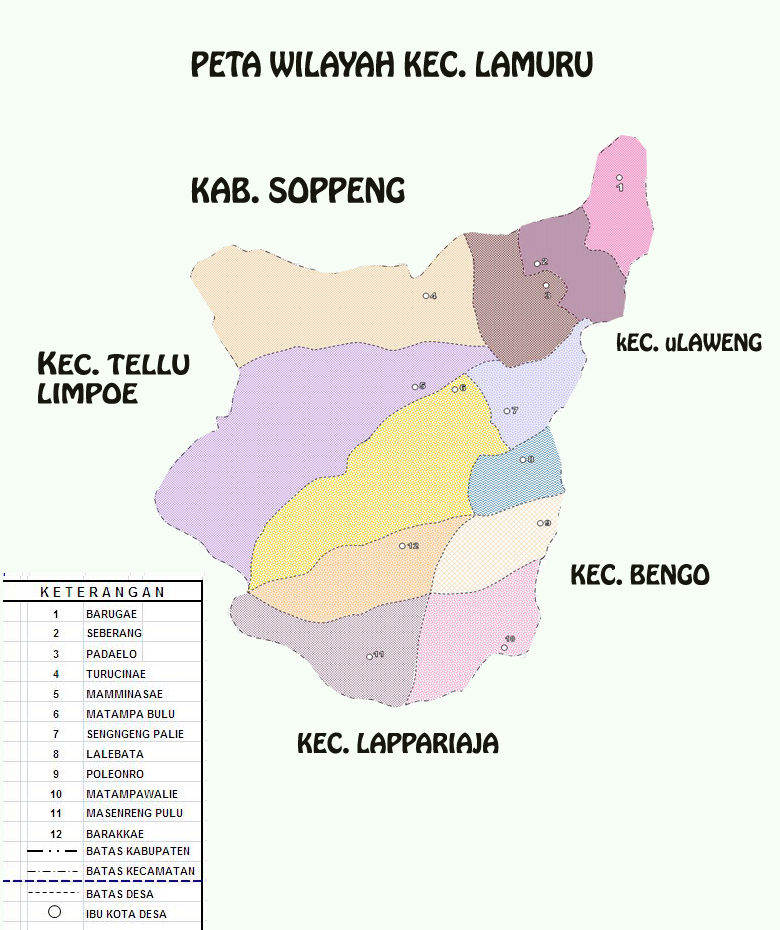 PETA WILAYAH KEC. LAMURU
KAB. SOPPENG
1
2
3
4
kEC. uLAWENG
KEC. TELLU
LIMPOE
5
6
7
8
9
12
KEC. BENGO
10
11
KEC. LAPPARIAJA
KETERANGAN
1 BARUGAE
2 SEBERANG
3 PADAELO
4 TURUCINAE
5 MAMMINASAE
6 MATAMPA BULU
7 SENGNGENG PALIE
8 LALEBATA
9 POLEONRO
10 MATAMPAWALIE
11 MASENRENG PULU
12 BARAKKAE
BATAS KABUPATEN
BATAS KECAMATAN
BATAS DESA
IBU KOTA DESA